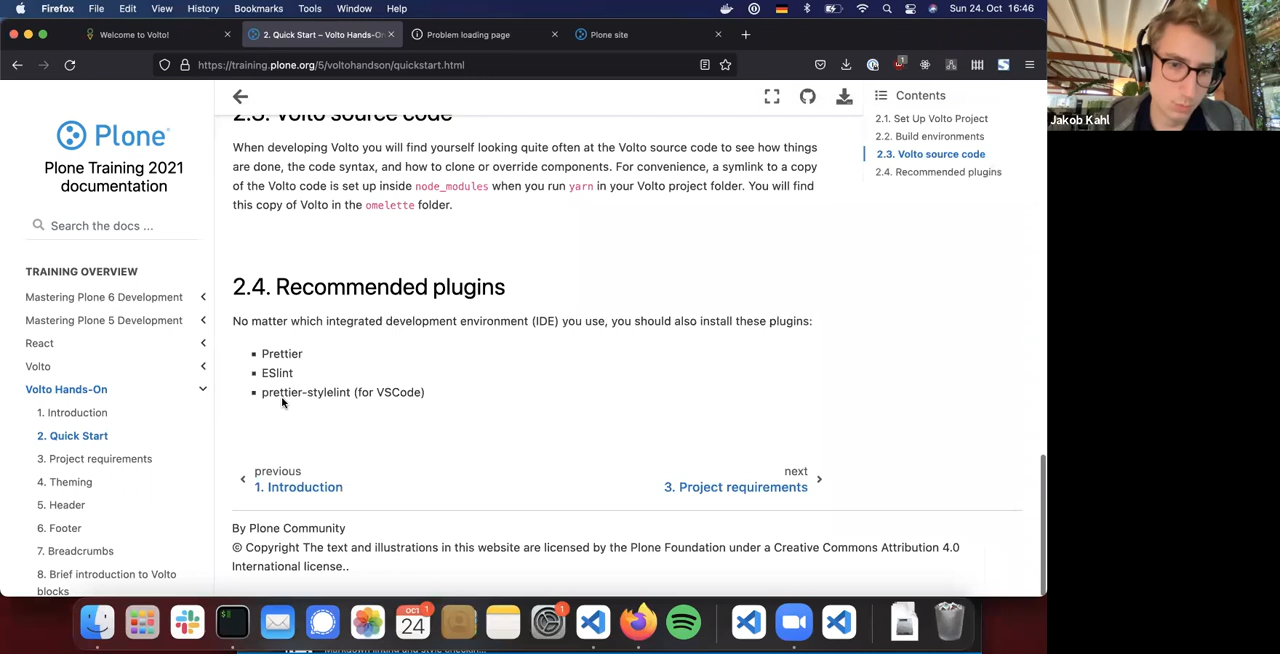 Firefox File Edit View History Bookmarks Tools Window Help Sun 24. Oct 16:46
Welcome to Volto! 2. Quick Start – Volto Hands-On Problem loading page Plone site
https://training.plone.org/5/voltohandson/quickstart.html
Jakob Kahl
Plone
Plone Training 2021
documentation
Search the docs ...
TRAINING OVERVIEW
Mastering Plone 6 Development
Mastering Plone 5 Development
React
Volto
Volto Hands-On
1. Introduction
2. Quick Start
3. Project requirements
4. Theming
5. Header
6. Footer
7. Breadcrumbs
8. Brief introduction to Volto
blocks
2.3. Volto source code
When developing Volto you will find yourself looking quite often at the Volto source code to see how things
are done, the code syntax, and how to clone or override components. For convenience, a symlink to a copy
of the Volto code is set up inside node_modules when you run yarn in your Volto project folder. You will find
this copy of Volto in the omelette folder.
2.4. Recommended plugins
No matter which integrated development environment (IDE) you use, you should also install these plugins:
Prettier
ESlint
prettier-stylelint (for VSCode)
previous
1. Introduction
next
3. Project requirements
By Plone Community
© Copyright The text and illustrations in this website are licensed by the Plone Foundation under a Creative Commons Attribution 4.0
International license..
Contents
2.1. Set Up Volto Project
2.2. Build environments
2.3. Volto source code
2.4. Recommended plugins
OCT 1
24
1